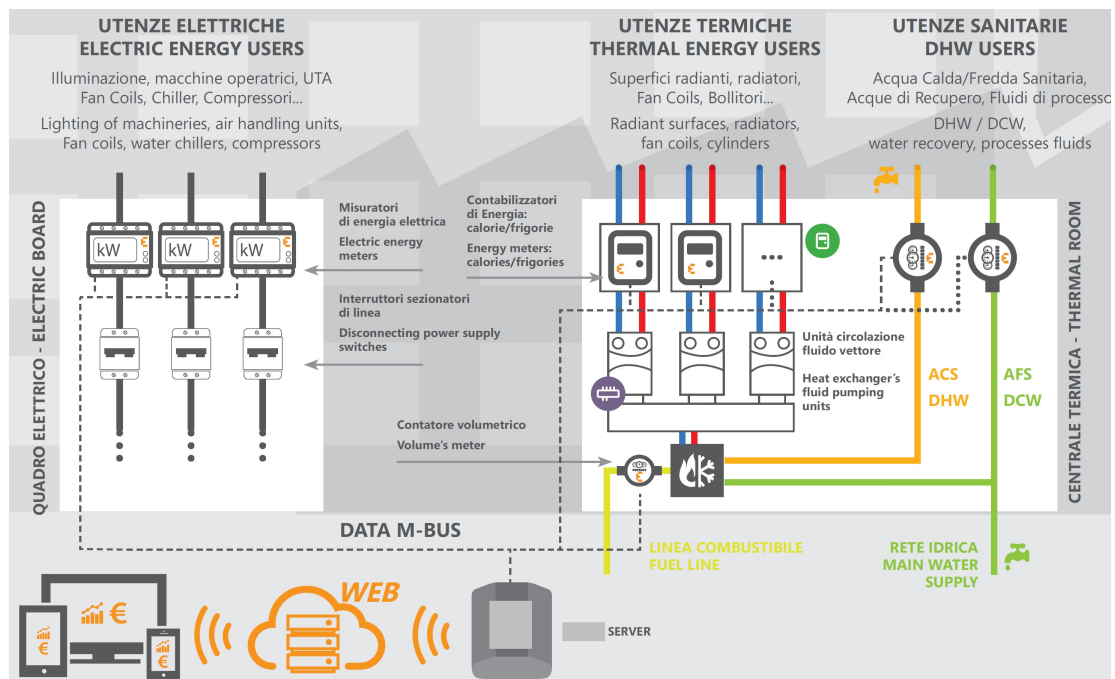 UTENZE ELETTRICHE
ELECTRIC ENERGY USERS
Illuminazione, macchine operatrici, UTA
Fan Coils, Chiller, Compressori...
Lighting of machineries, air handling units,
Fan coils, water chillers, compressors
UTENZE TERMICHE
THERMAL ENERGY USERS
Superfici radianti, radiatori,
Fan Coils, Bollitori...
Radiant surfaces, radiators,
fan coils, cylinders
UTENZE SANITARIE
DHW USERS
Acqua Calda/Fredda Sanitaria,
Acque di Recupero, Fluidi di processo
DHW / DCW,
water recovery, processes fluids
QUADRO ELETTRICO - ELECTRIC BOARD
kW
€
kW
€
kW
€
Misuratori
di energia elettrica
Electric energy
meters
Contabilizzatori
di Energia:
calorie/frigorie
Energy meters:
calories/frigories
€
€
...
€
€
Interruttori sezionatori
di linea
Disconnecting power supply
switches
Unità circolazione
fluido vettore
Heat exchanger's
fluid pumping
units
ACS
DHW
AFS
DCW
CENTRALE TERMICA - THERMAL ROOM
Contatore volumetrico
Volume's meter
€
DATA M-BUS
LINEA COMBUSTIBILE
FUEL LINE
RETE IDRICA
MAIN WATER
SUPPLY
€
€
€
WEB
SERVER